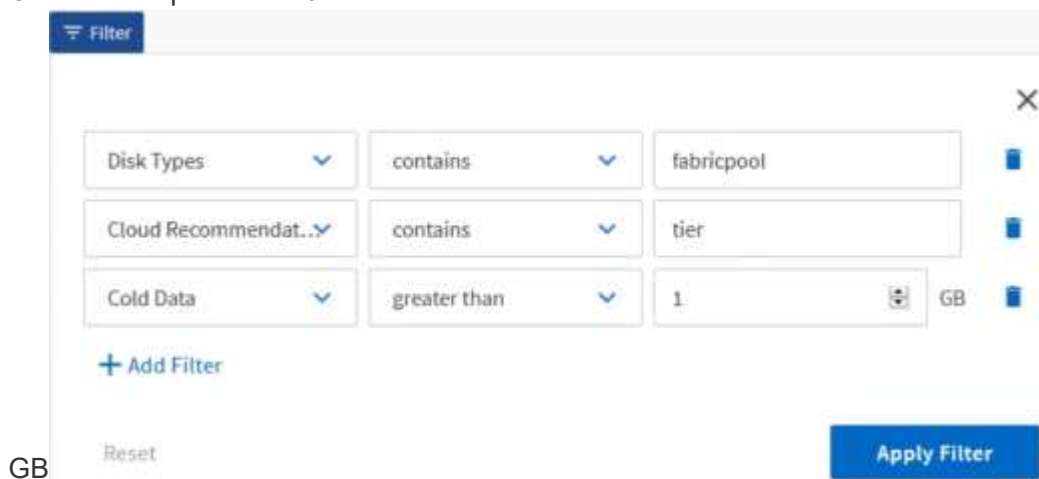 Filter
Disk Types contains fabricpool
Cloud Recommendat.. contains tier
Cold Data greater than 1 GB
+ Add Filter
GB Reset Apply Filter